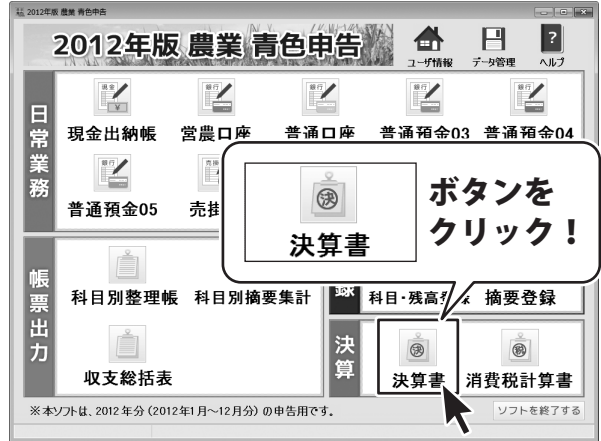 2012年版 農業 青色申告
2012年版 農業 青色申告
ユーザ情報
データ管理
ヘルプ
日常業務
現金出納帳
営農口座
普通口座
普通預金03
普通預金04
普通預金05
売掛
決算書
ボタンを
クリック！
帳票出力
科目別整理帳
科目別摘要集計
録
科目・残高登録
摘要登録
収支総括表
決算
決算書
消費税計算書
※本ソフトは、2012年分（2012年1月～12月分）の申告用です。
ソフトを終了する